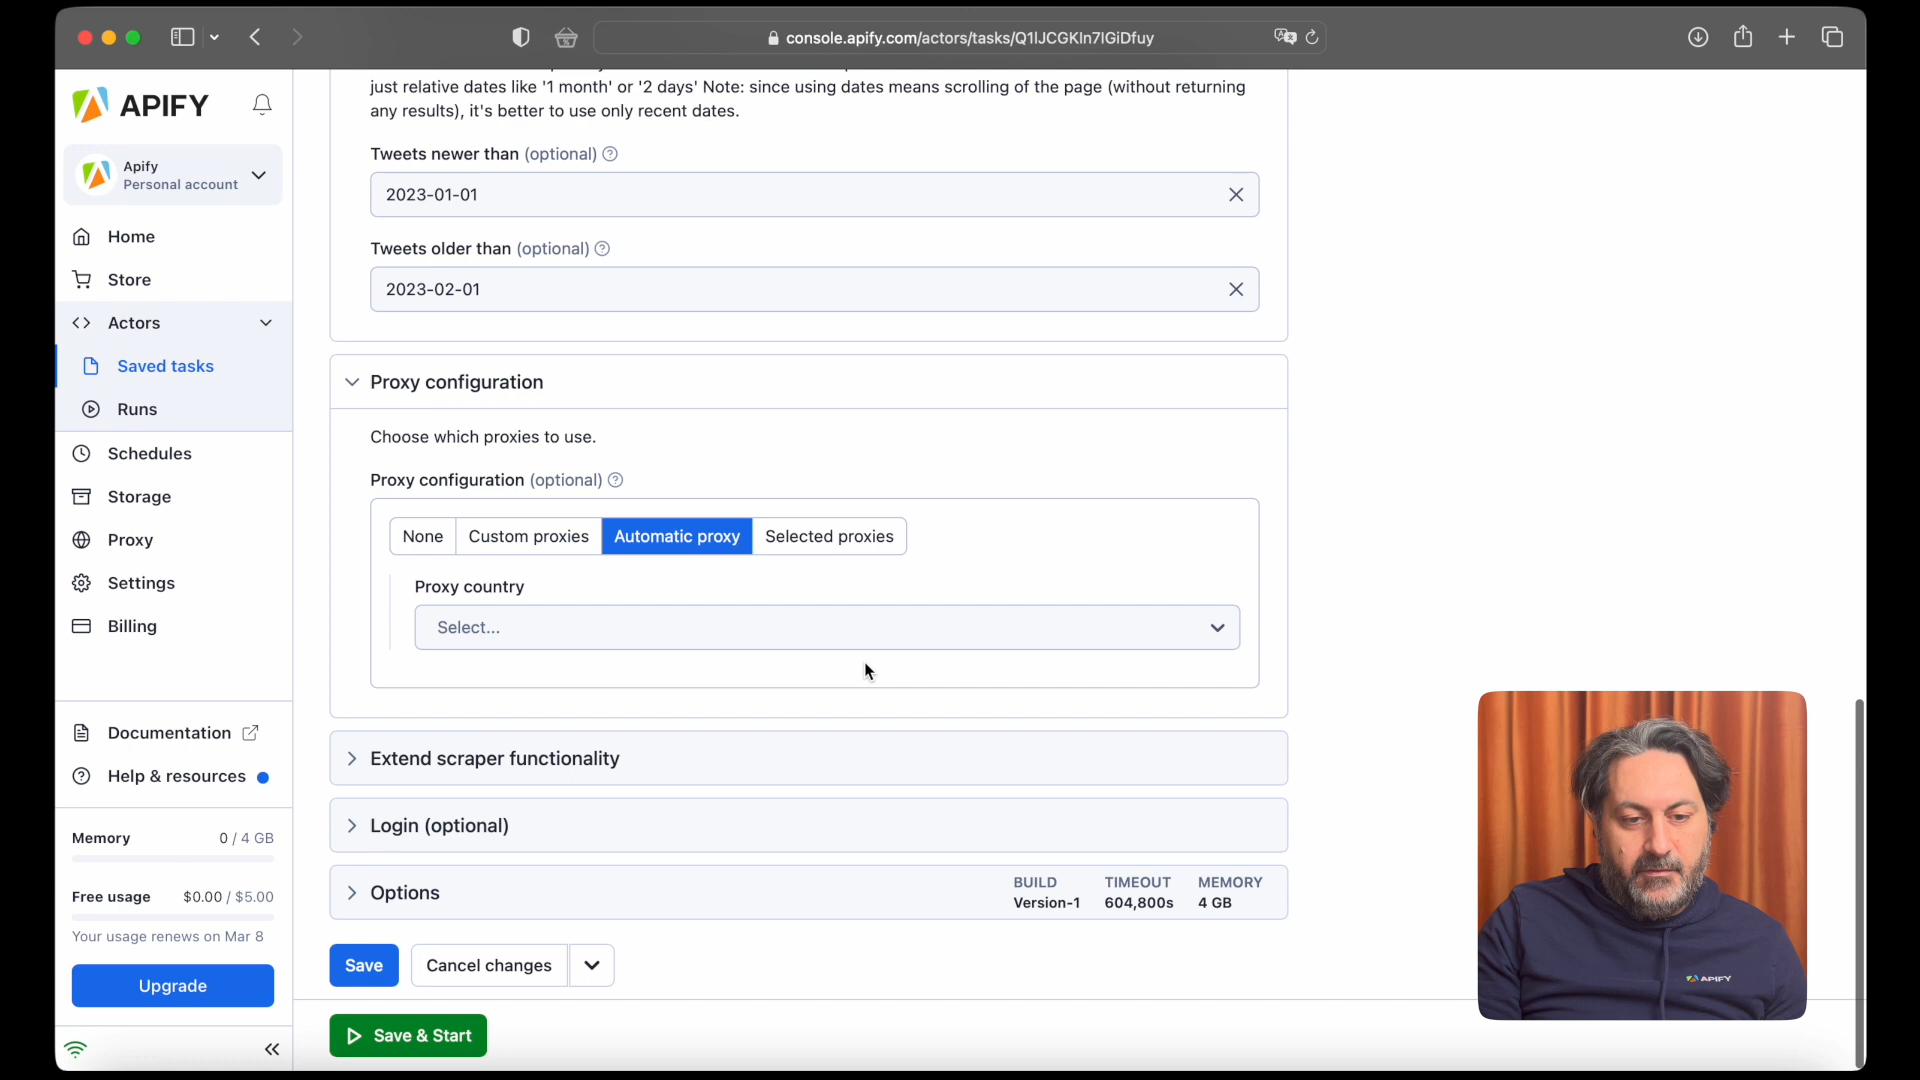 console.apify.com/actors/tasks/Q1lJCGKln7IGiDfuy
APIFY
Apify
Personal account
Home
Store
Actors
Saved tasks
Runs
Schedules
Storage
Proxy
Settings
Billing
Documentation
Help & resources
Memory 0 / 4 GB
Free usage $0.00 / $5.00
Your usage renews on Mar 8
Upgrade
just relative dates like '1 month' or '2 days' Note: since using dates means scrolling of the page (without returning
any results), it's better to use only recent dates.
Tweets newer than (optional)
2023-01-01
Tweets older than (optional)
2023-02-01
Proxy configuration
Choose which proxies to use.
Proxy configuration (optional)
None Custom proxies Automatic proxy Selected proxies
Proxy country
Select...
Extend scraper functionality
Login (optional)
Options
BUILD TIMEOUT MEMORY
Version-1 604,800s 4 GB
Save Cancel changes
Save & Start
APIFY